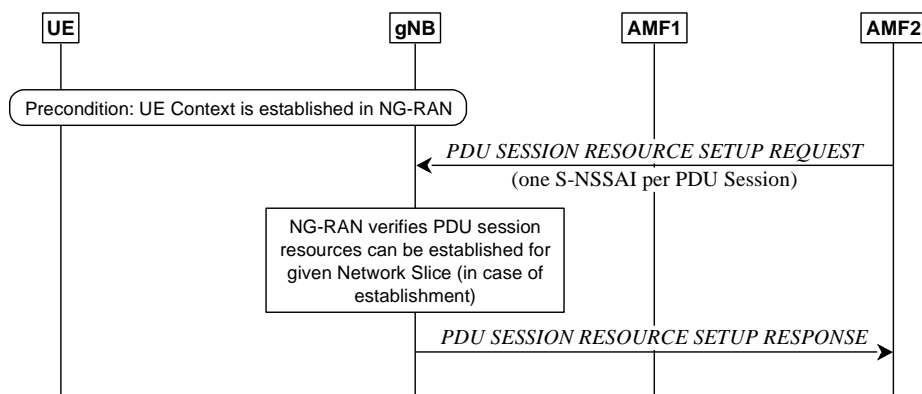 UE
gNB
AMF1
AMF2
Precondition: UE Context is established in NG-RAN
PDU SESSION RESOURCE SETUP REQUEST
(one S-NSSAI per PDU Session)
NG-RAN verifies PDU session
resources can be established for
given Network Slice (in case of
establishment)
PDU SESSION RESOURCE SETUP RESPONSE